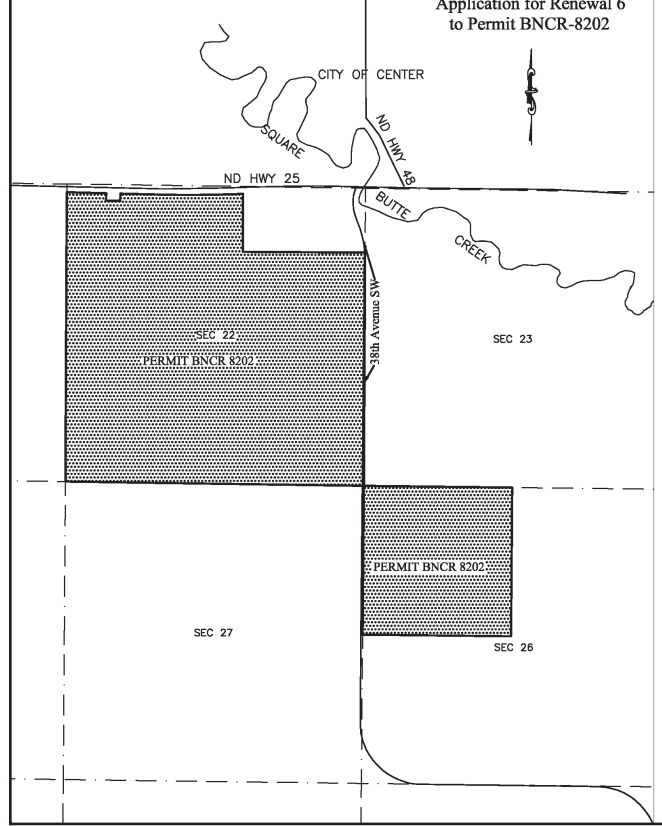 Application for Renewal 6
to Permit BNCR-8202
CITY OF CENTER
ND HWY 48
SQUARE
ND HWY 25
BUTTE
CREEK
38th Avenue SW
SEC 22
SEC 23
PERMIT BNCR 8202
PERMIT BNCR 8202
SEC 27
SEC 26